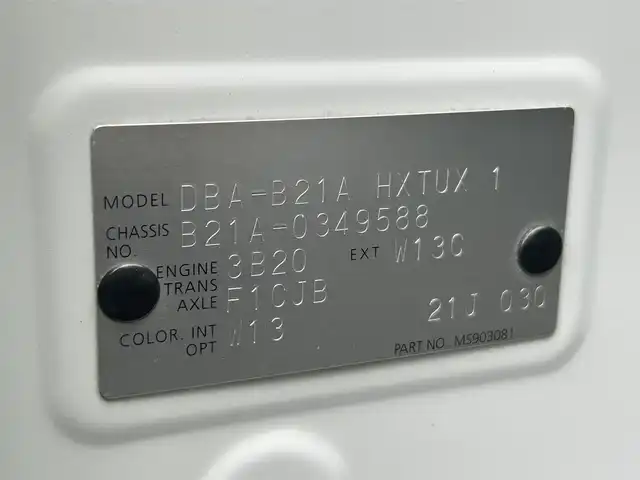 MODEL DBA-B21A HXTUX 1
CHASSIS NO. B21A-0349588
ENGINE 3B20 EXT W13C
TRANS AXLE F1CJB
COLOR. INT OPT W13 21J 030
PART NO. MS903081